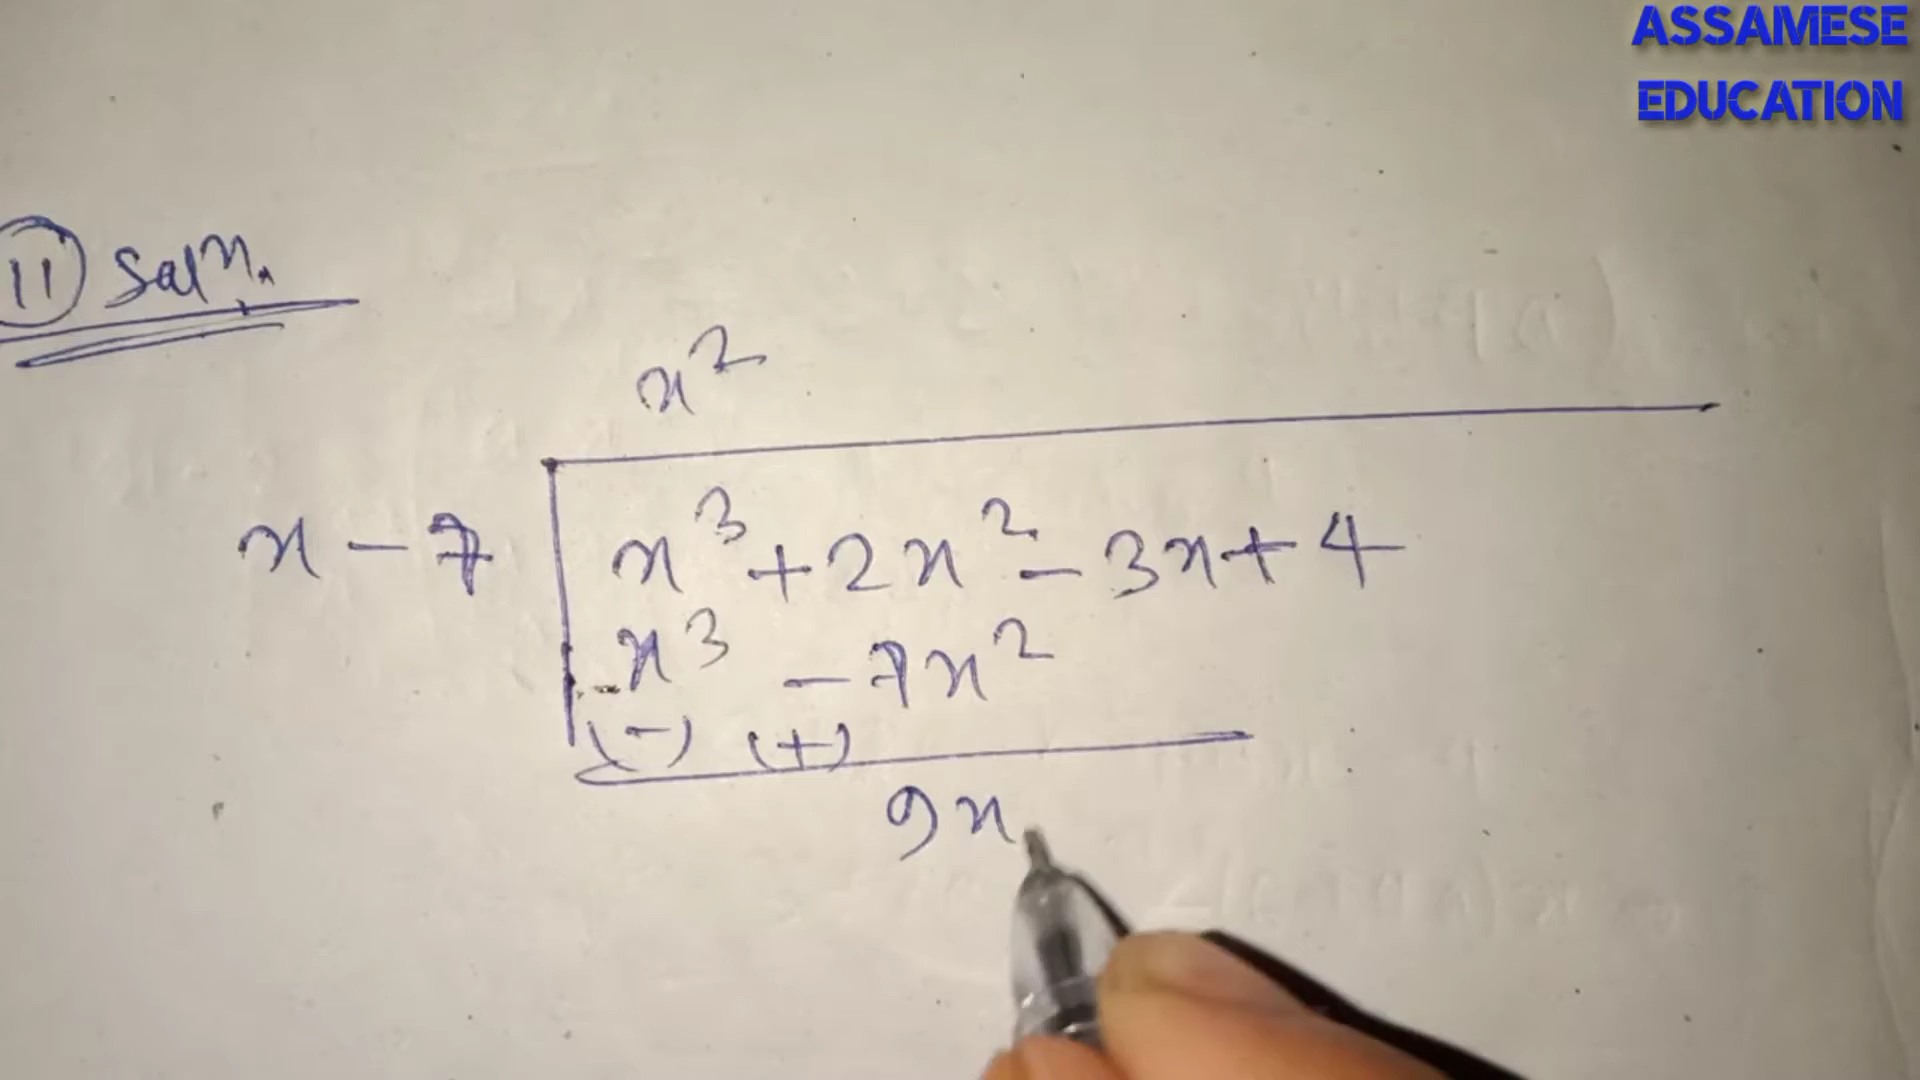 ASSAMESE
EDUCATION
11 Solⁿ.
x²
x - 7
x³ + 2x² - 3x + 4
x³ - 7x²
(-) (+)
9x